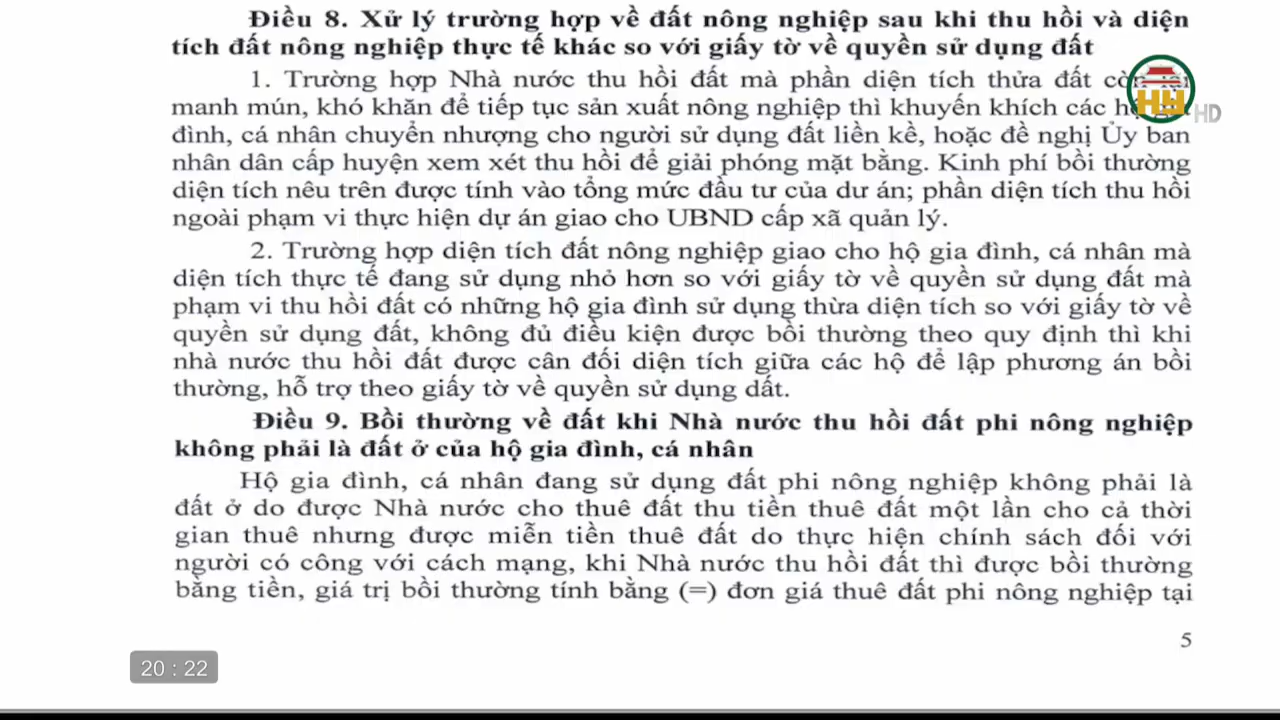 Điều 8. Xử lý trường hợp về đất nông nghiệp sau khi thu hồi và diện
tích đất nông nghiệp thực tế khác so với giấy tờ về quyền sử dụng đất
1. Trường hợp Nhà nước thu hồi đất mà phần diện tích thửa đất còn
manh mún, khó khăn để tiếp tục sản xuất nông nghiệp thì khuyến khích các
đình, cá nhân chuyển nhượng cho người sử dụng đất liền kề, hoặc đề nghị Ủy ban
nhân dân cấp huyện xem xét thu hồi để giải phóng mặt bằng. Kinh phí bồi thường
diện tích nêu trên được tính vào tổng mức đầu tư của dư án; phần diện tích thu hồi
ngoài phạm vi thực hiện dự án giao cho UBND cấp xã quản lý.
2. Trường hợp diện tích đất nông nghiệp giao cho hộ gia đình, cá nhân mà
diện tích thực tế đang sử dụng nhỏ hơn so với giấy tờ về quyền sử dụng đất mà
phạm vi thu hồi đất có những hộ gia đình sử dụng thừa diện tích so với giấy tờ về
quyền sử dụng đất, không đủ điều kiện được bồi thường theo quy định thì khi
nhà nước thu hồi đất được cân đối diện tích giữa các hộ để lập phương án bồi
thường, hỗ trợ theo giấy tờ về quyền sử dụng dất.
Điều 9. Bồi thường về đất khi Nhà nước thu hồi đất phi nông nghiệp
không phải là đất ở của hộ gia đình, cá nhân
Hộ gia đình, cá nhân đang sử dụng đất phi nông nghiệp không phải là
đất ở do được Nhà nước cho thuê đất thu tiền thuê đất một lần cho cả thời
gian thuê nhưng được miễn tiền thuê đất do thực hiện chính sách đối với
người có công với cách mạng, khi Nhà nước thu hồi đất thì được bồi thường
bằng tiền, giá trị bồi thường tính bằng (=) đơn giá thuê đất phi nông nghiệp tại
5
20 : 22
HD